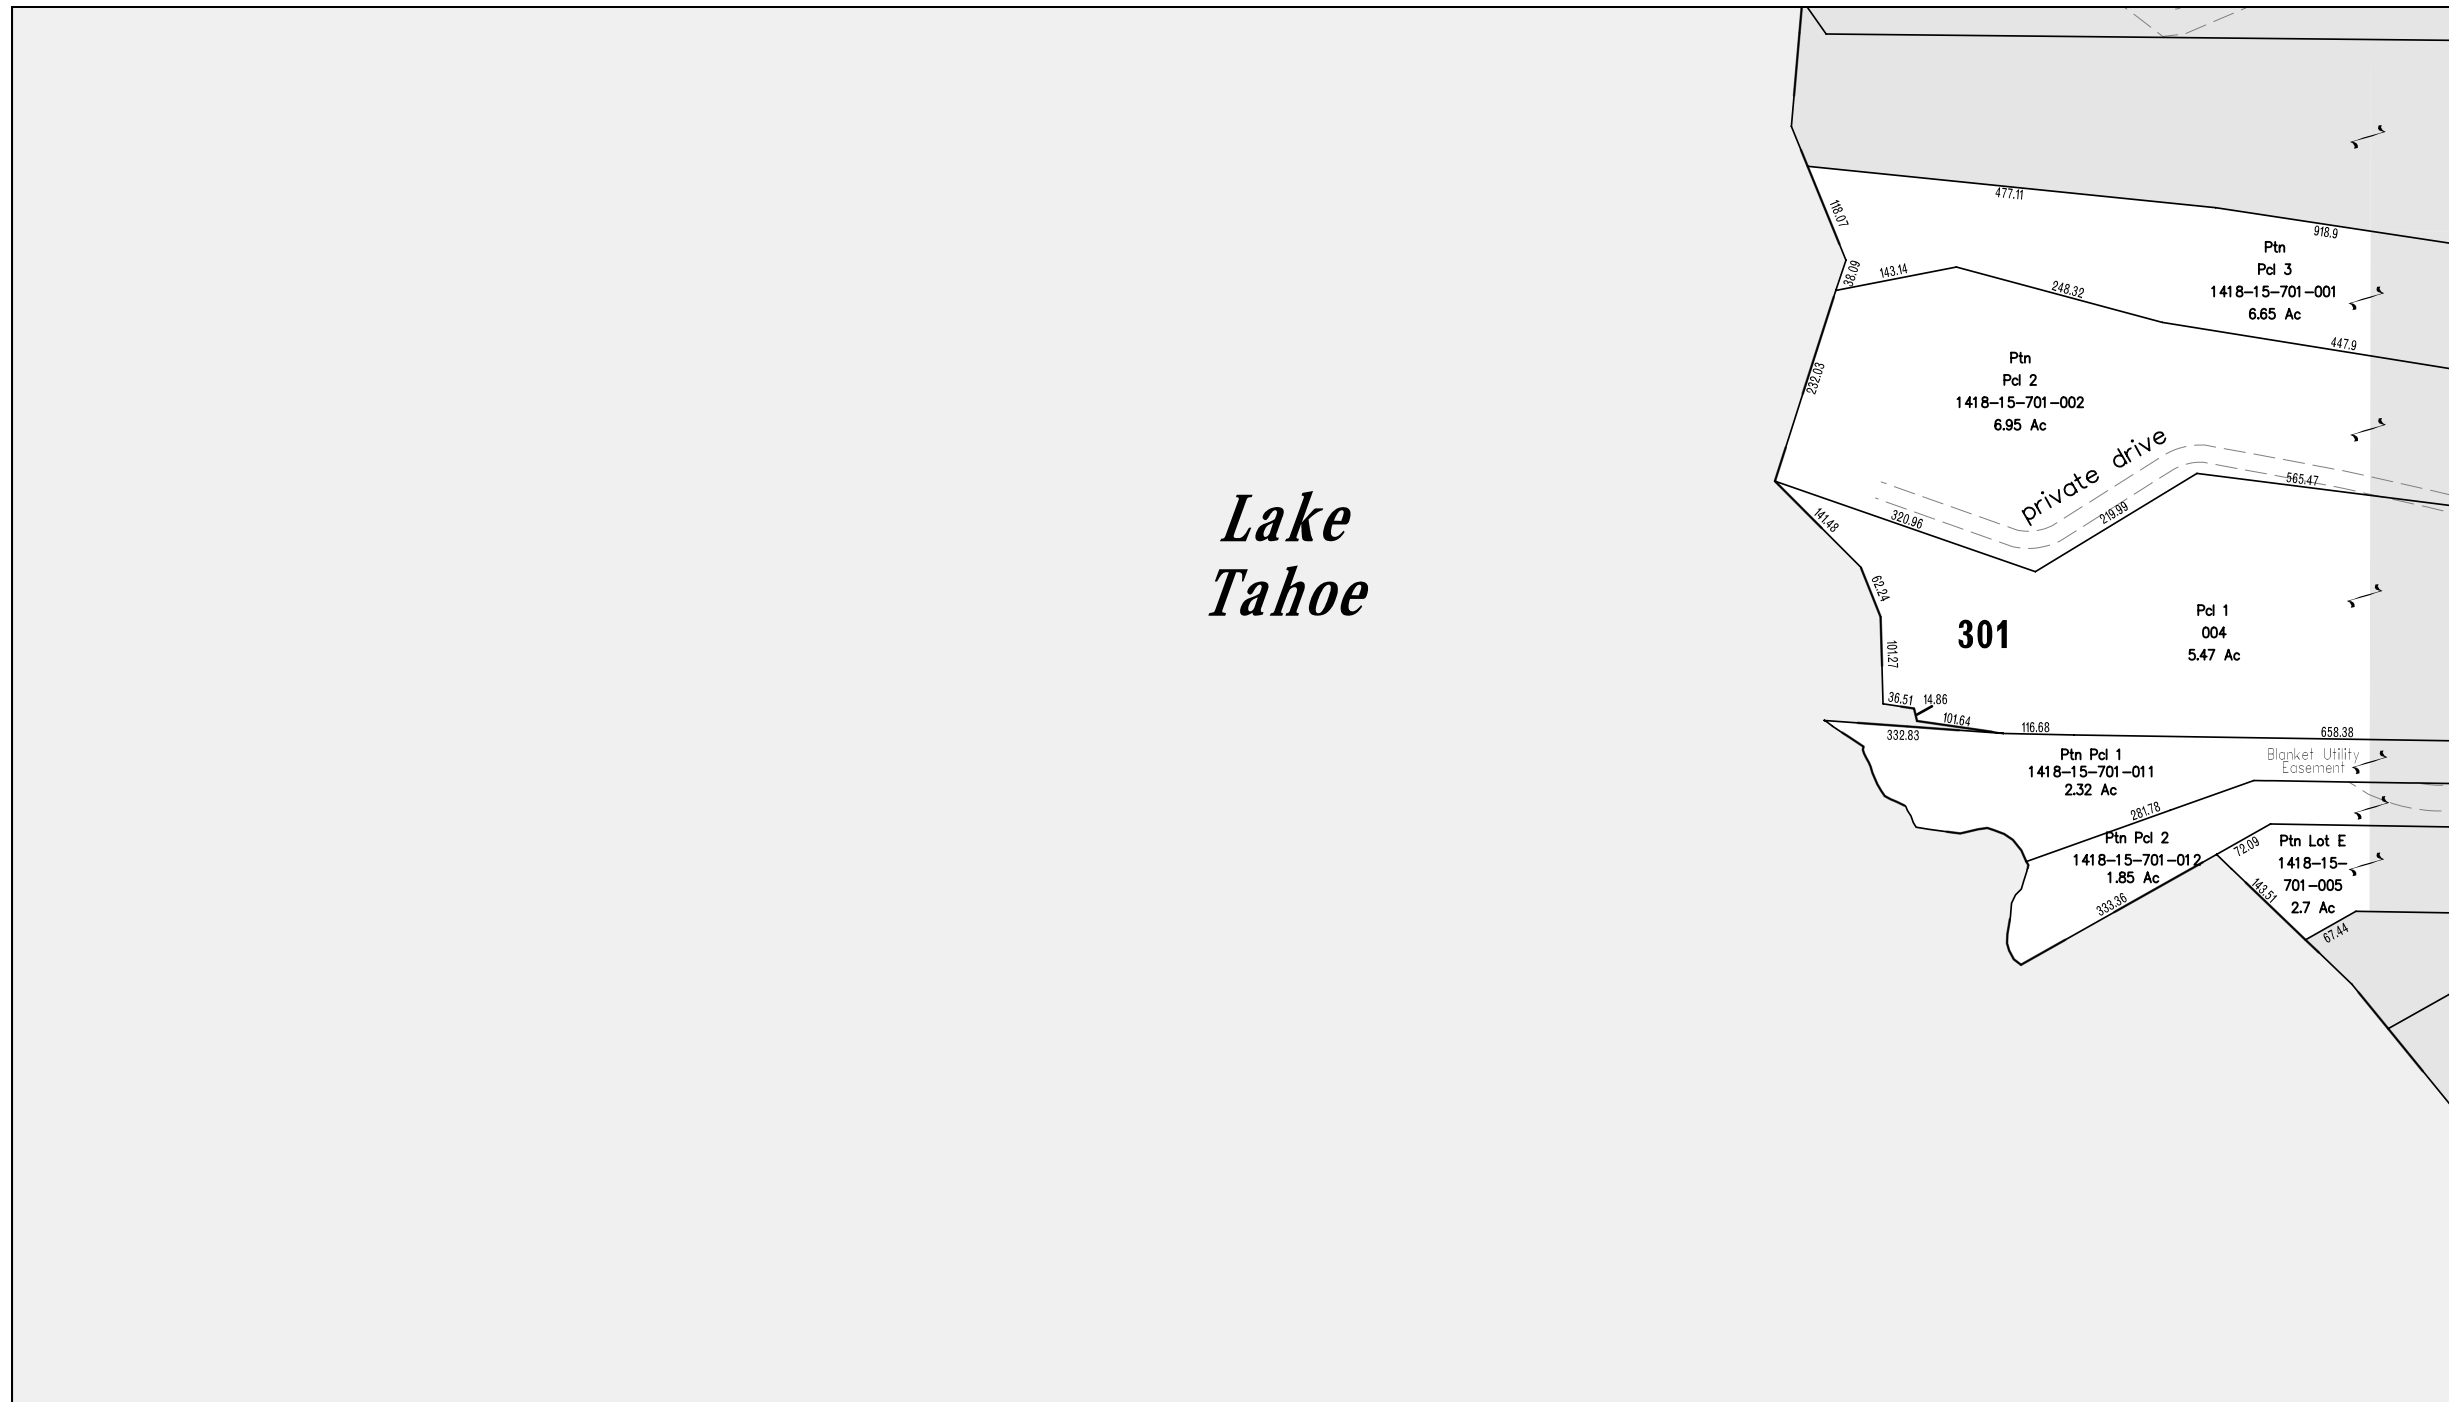 477.11
118.07
918.9
Ptn
Pcl 3
1418-15-701-001
6.65 Ac
38.09
143.14
248.32
447.9
Ptn
Pcl 2
1418-15-701-002
6.95 Ac
232.03
private drive
565.47
219.99
320.96
141.48
Lake
Tahoe
62.24
301
Pcl 1
004
5.47 Ac
101.27
36.51
14.86
101.64
116.68
658.38
332.83
Ptn Pcl 1
1418-15-701-011
2.32 Ac
Blanket Utility
Easement
281.78
Ptn Pcl 2
1418-15-701-012
1.85 Ac
72.09
Ptn Lot E
1418-15-
701-005
2.7 Ac
143.51
333.36
67.44